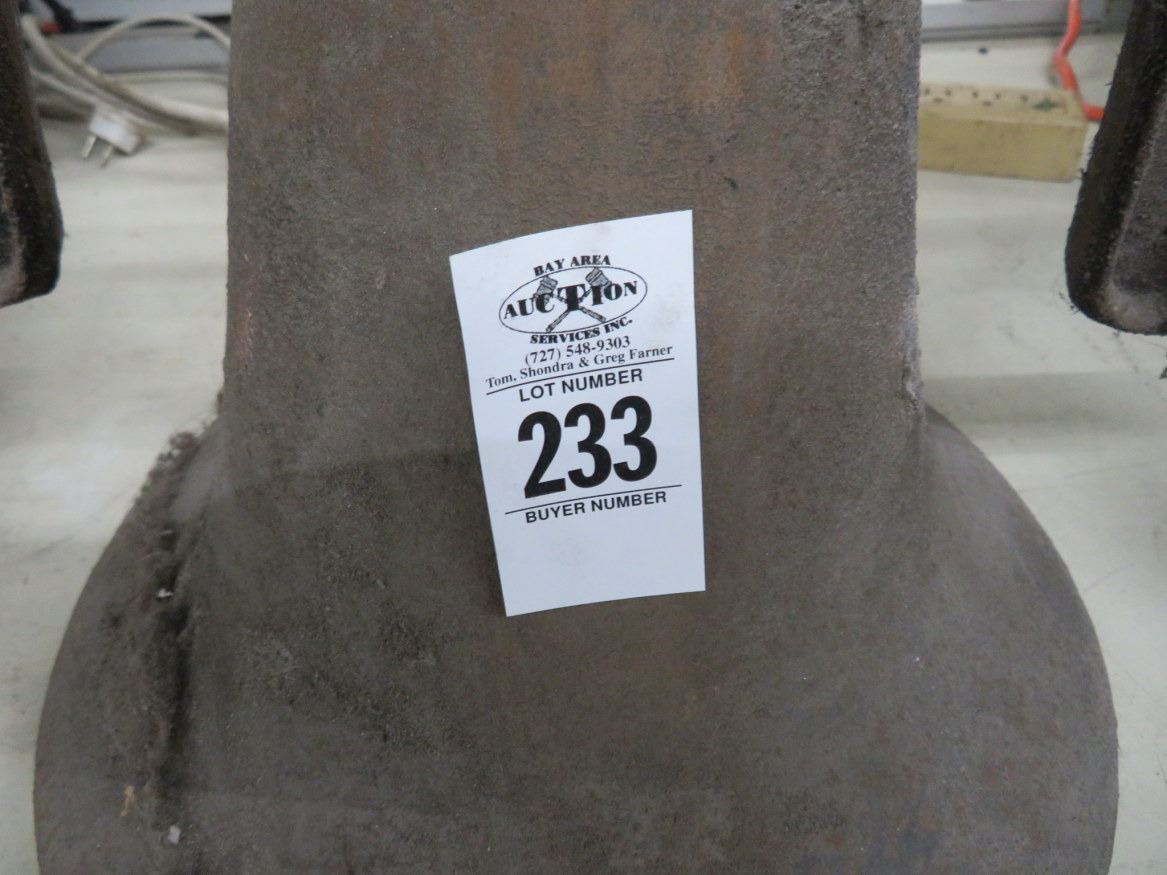 BAY AREA
AUCTION
SERVICES INC.
(727) 548-9303
Tom, Shondra & Greg Farner
LOT NUMBER
233
BUYER NUMBER